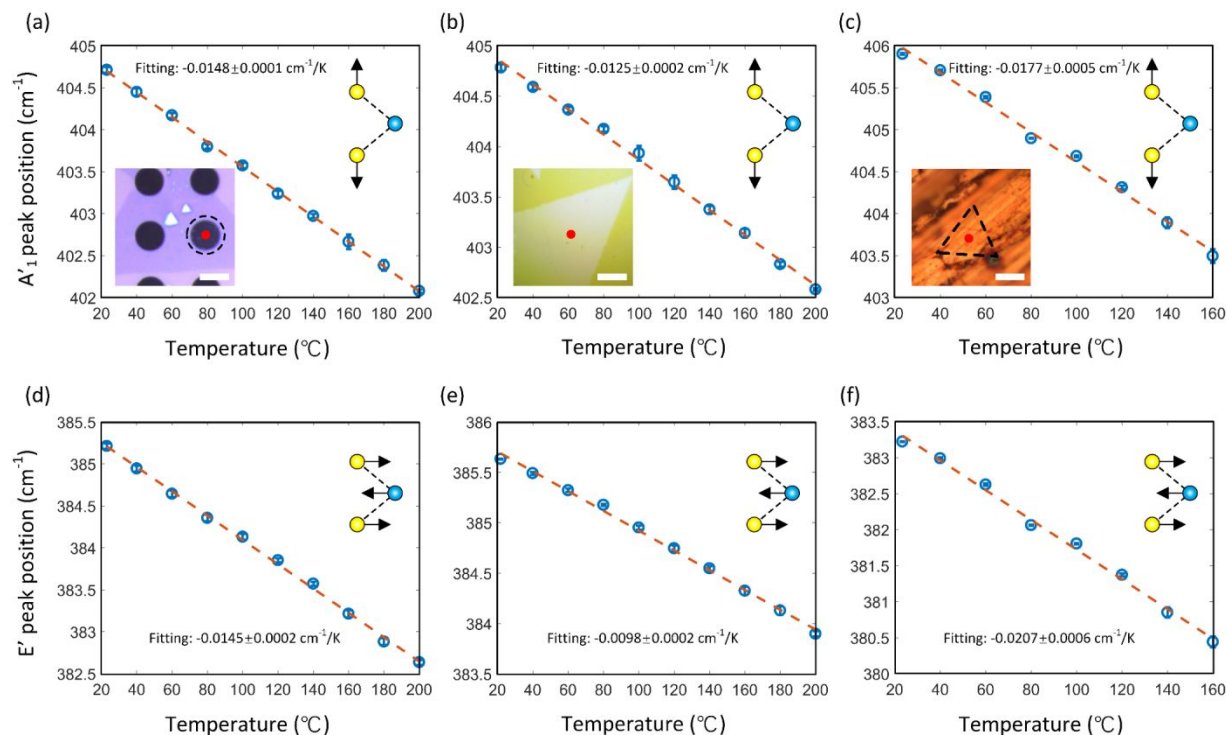 (a)
(b)
(c)
A'₁ peak position (cm⁻¹)
405
404.5
404
403.5
403
402.5
402
Fitting: -0.0148±0.0001 cm⁻¹/K
20 40 60 80 100 120 140 160 180 200
Temperature (℃)
405
404.5
404
403.5
403
402.5
Fitting: -0.0125±0.0002 cm⁻¹/K
20 40 60 80 100 120 140 160 180 200
Temperature (℃)
406
405.5
405
404.5
404
403.5
403
Fitting: -0.0177±0.0005 cm⁻¹/K
20 40 60 80 100 120 140 160
Temperature (℃)
(d)
(e)
(f)
E’ peak position (cm⁻¹)
385.5
385
384.5
384
383.5
383
382.5
Fitting: -0.0145±0.0002 cm⁻¹/K
20 40 60 80 100 120 140 160 180 200
Temperature (℃)
386
385.5
385
384.5
384
383.5
Fitting: -0.0098±0.0002 cm⁻¹/K
20 40 60 80 100 120 140 160 180 200
Temperature (℃)
383.5
383
382.5
382
381.5
381
380.5
380
Fitting: -0.0207±0.0006 cm⁻¹/K
20 40 60 80 100 120 140 160
Temperature (℃)